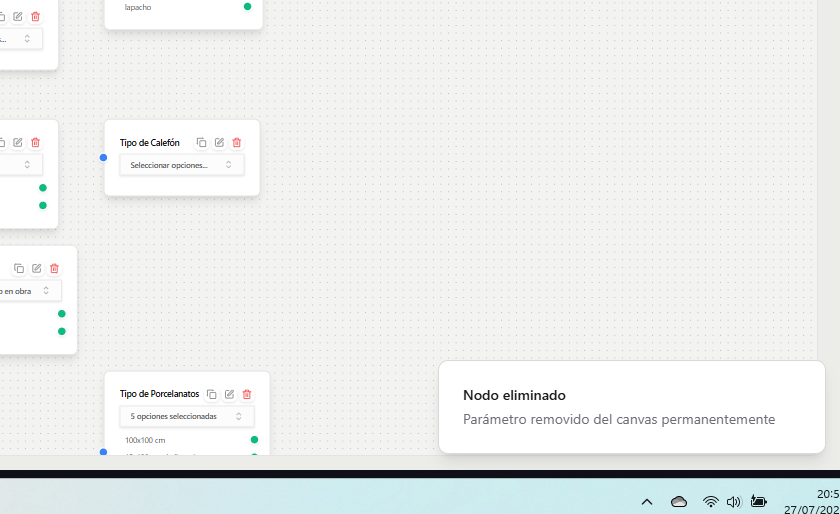 lapacho
Tipo de Calefón
Seleccionar opciones...
o en obra
Tipo de Porcelanatos
5 opciones seleccionadas
100x100 cm
Nodo eliminado
Parámetro removido del canvas permanentemente
20:5
27/07/202